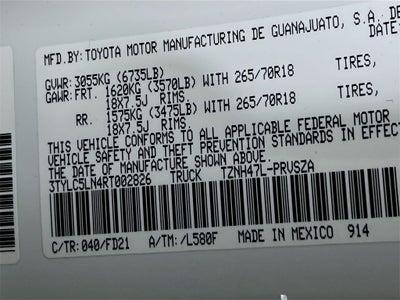 MFD.BY: TOYOTA MOTOR MANUFACTURING DE GUANAJUATO, S.A. DE
DATE:
GVWR: 3055KG (6735LB)
GAWR: FRT. 1620KG (3570LB) WITH 265/70R18 TIRES,
18X7.5J RIMS
RR. 1575KG (3475LB) WITH 265/70R18 TIRES,
18X7.5J RIMS
THIS VEHICLE CONFORMS TO ALL APPLICABLE FEDERAL MOTOR
VEHICLE SAFETY AND THEFT PREVENTION STANDARDS IN EFFEC
THE DATE OF MANUFACTURE SHOWN ABOVE.
3TYLC5LN4RT002826 TRUCK TZNH47L-PRVSZA
C/TR: 040/FD21 A/TM: /L580F MADE IN MEXICO 914